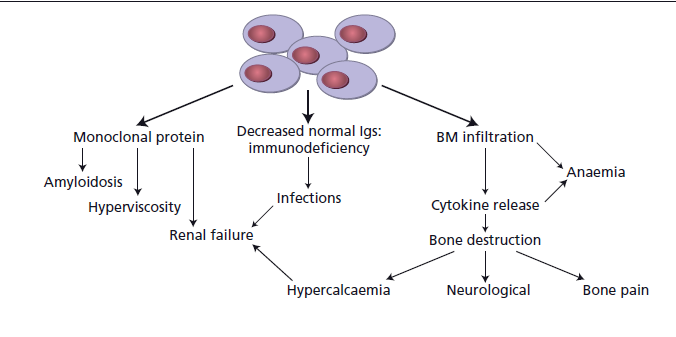 Monoclonal protein
Decreased normal Igs:
immunodeficiency
BM infiltration
Amyloidosis
Hyperviscosity
Renal failure
Infections
Anaemia
Cytokine release
Bone destruction
Hypercalcaemia
Neurological
Bone pain